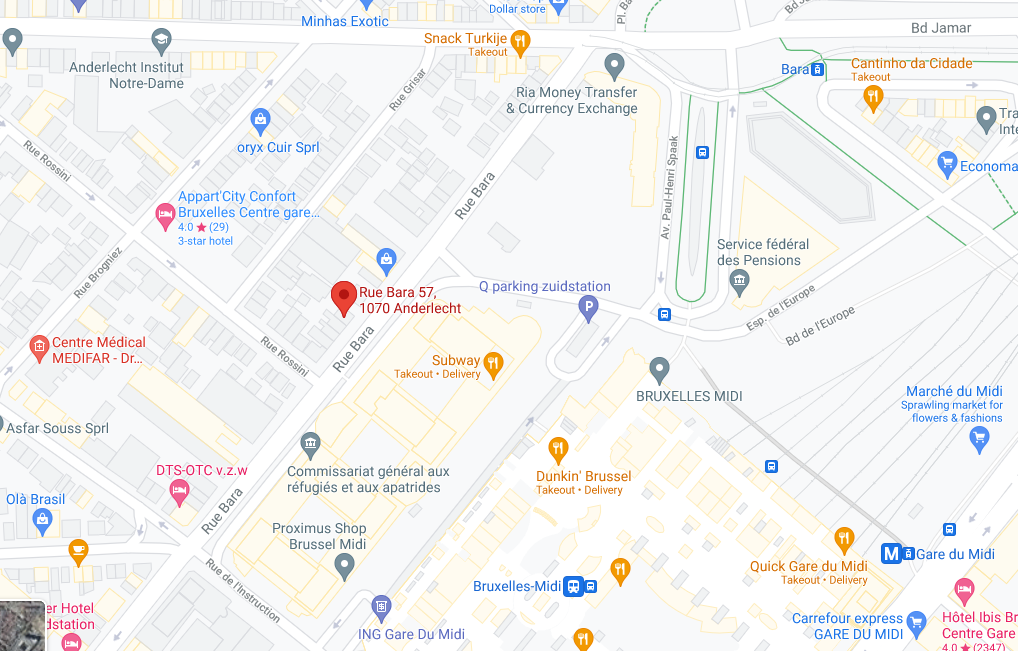 Minhas Exotic
Dollar store
Bd Jamar
Snack Turkije
Takeout
Anderlecht Institut
Notre-Dame
Rue Grisar
Ria Money Transfer
& Currency Exchange
Bara
Cantinho da Cidade
Takeout
oryx Cuir Sprl
Rue Rossini
Economa
Av. Paul-Henri Spaak
Rue Bara
Appart'City Confort
Bruxelles Centre gare...
4.0 ★ (29)
3-star hotel
Service fédéral
des Pensions
Rue Brogniez
Q parking zuidstation
P
Rue Bara 57,
1070 Anderlecht
Esp. de l'Europe
Bd de l'Europe
Rue Bara
Rue Rossini
Centre Médical
MEDIFAR - Dr...
Subway
Takeout • Delivery
BRUXELLES MIDI
Marché du Midi
Sprawling market for
flowers & fashions
Asfar Souss Sprl
DTS-OTC v,z.w
Commissariat général aux
réfugiés et aux apatrides
Dunkin' Brussel
Takeout • Delivery
Olà Brasil
Rue Bara
Proximus Shop
Brussel Midi
M
Gare du Midi
Quick Gare du Midi
Takeout • Delivery
Rue de l'Instruction
Bruxelles-Midi
er Hotel
dstation
ING Gare Du Midi
Carrefour express
GARE DU MIDI
Hôtel Ibis Br
Centre Gare
4.0 ★ (2347)